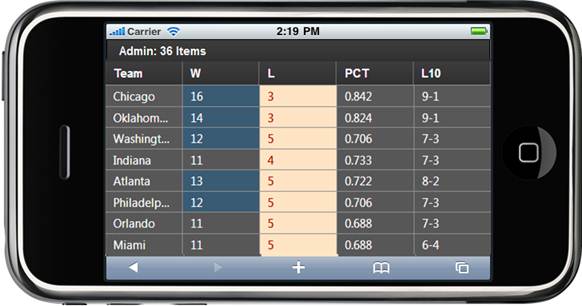 Carrier 2:19 PM
Admin: 36 Items
Team W L PCT L10
Chicago 16 3 0.842 9-1
Oklahom... 14 3 0.824 9-1
Washingt... 12 5 0.706 7-3
Indiana 11 4 0.733 7-3
Atlanta 13 5 0.722 8-2
Philadelp... 12 5 0.706 7-3
Orlando 11 5 0.688 7-3
Miami 11 5 0.688 6-4